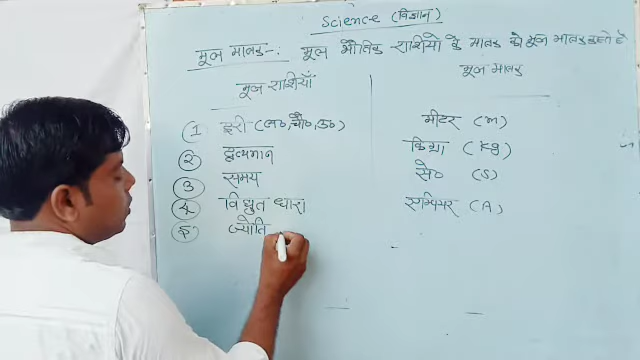 Science (विज्ञान)
मूल मात्रक-: मूल भौतिक राशियो के मात्रक को मूल मात्रक कहते है
मूल राशियाँ मूल मात्रक
1 दूरी (ल०, चौ०, ऊ०) मीटर (m)
2 द्रव्यमान किग्रा (Kg)
3 समय से० (S)
4 विधुत धारा एम्पियर (A)
5 ज्योति